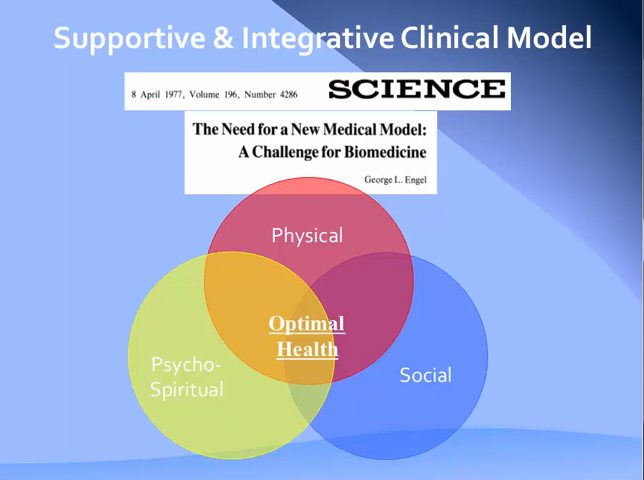 Supportive & Integrative Clinical Model
8 April 1977, Volume 196, Number 4286 SCIENCE
The Need for a New Medical Model:
A Challenge for Biomedicine
George L. Engel
Physical
Optimal
Health
Psycho-
Spiritual
Social